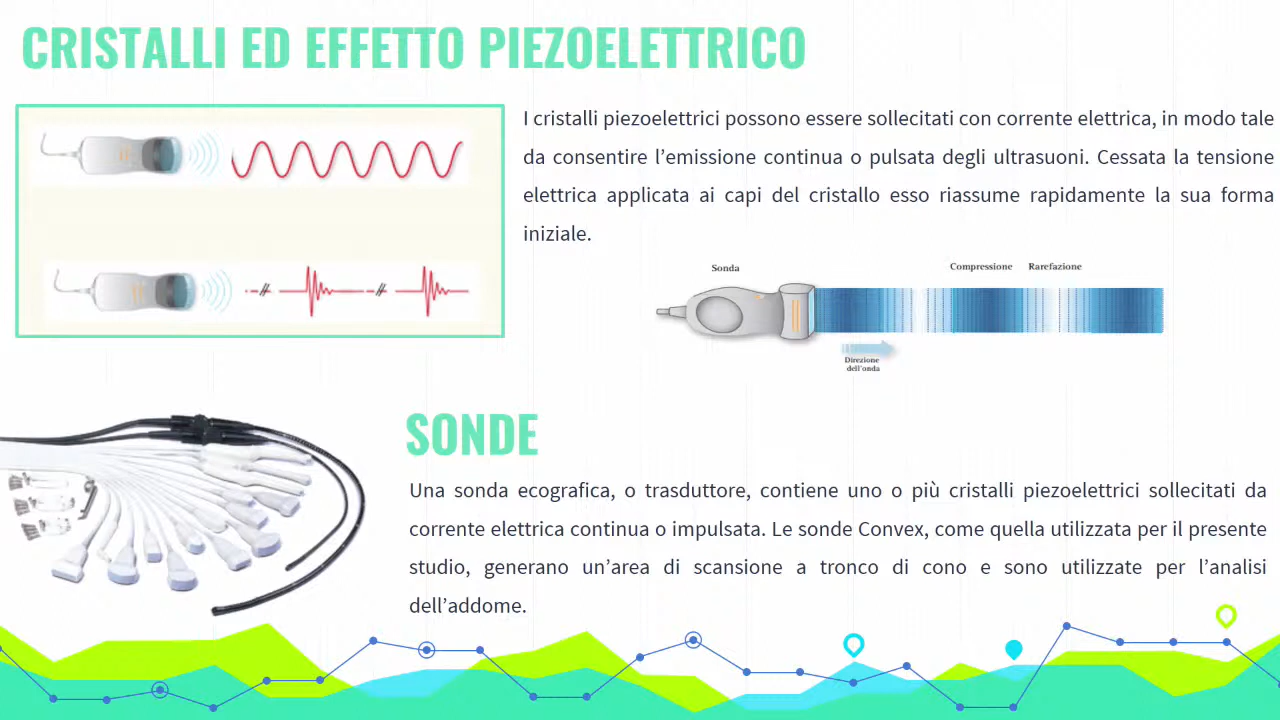 CRISTALLI ED EFFETTO PIEZOELETTRICO
I cristalli piezoelettrici possono essere sollecitati con corrente elettrica, in modo tale
da consentire l’emissione continua o pulsata degli ultrasuoni. Cessata la tensione
elettrica applicata ai capi del cristallo esso riassume rapidamente la sua forma
iniziale.
Sonda
Compressione Rarefazione
Direzione
dell'onda
SONDE
Una sonda ecografica, o trasduttore, contiene uno o più cristalli piezoelettrici sollecitati da
corrente elettrica continua o impulsata. Le sonde Convex, come quella utilizzata per il presente
studio, generano un’area di scansione a tronco di cono e sono utilizzate per l’analisi
dell’addome.